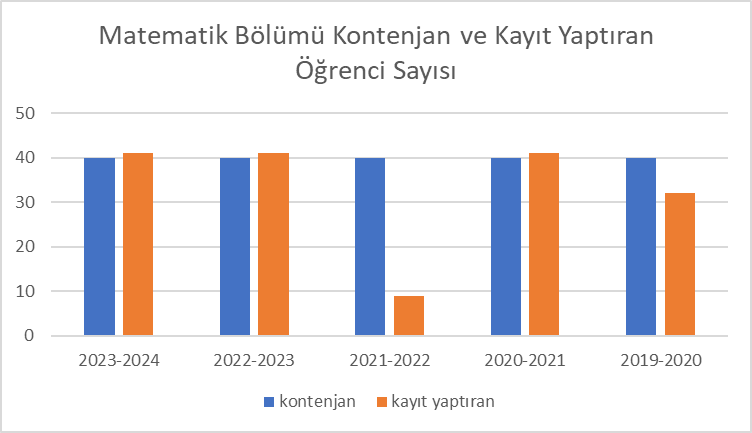 Matematik Bölümü Kontenjan ve Kayıt Yaptıran
Öğrenci Sayısı
50
40
30
20
10
0
2023-2024 2022-2023 2021-2022 2020-2021 2019-2020
kontenjan kayıt yaptıran